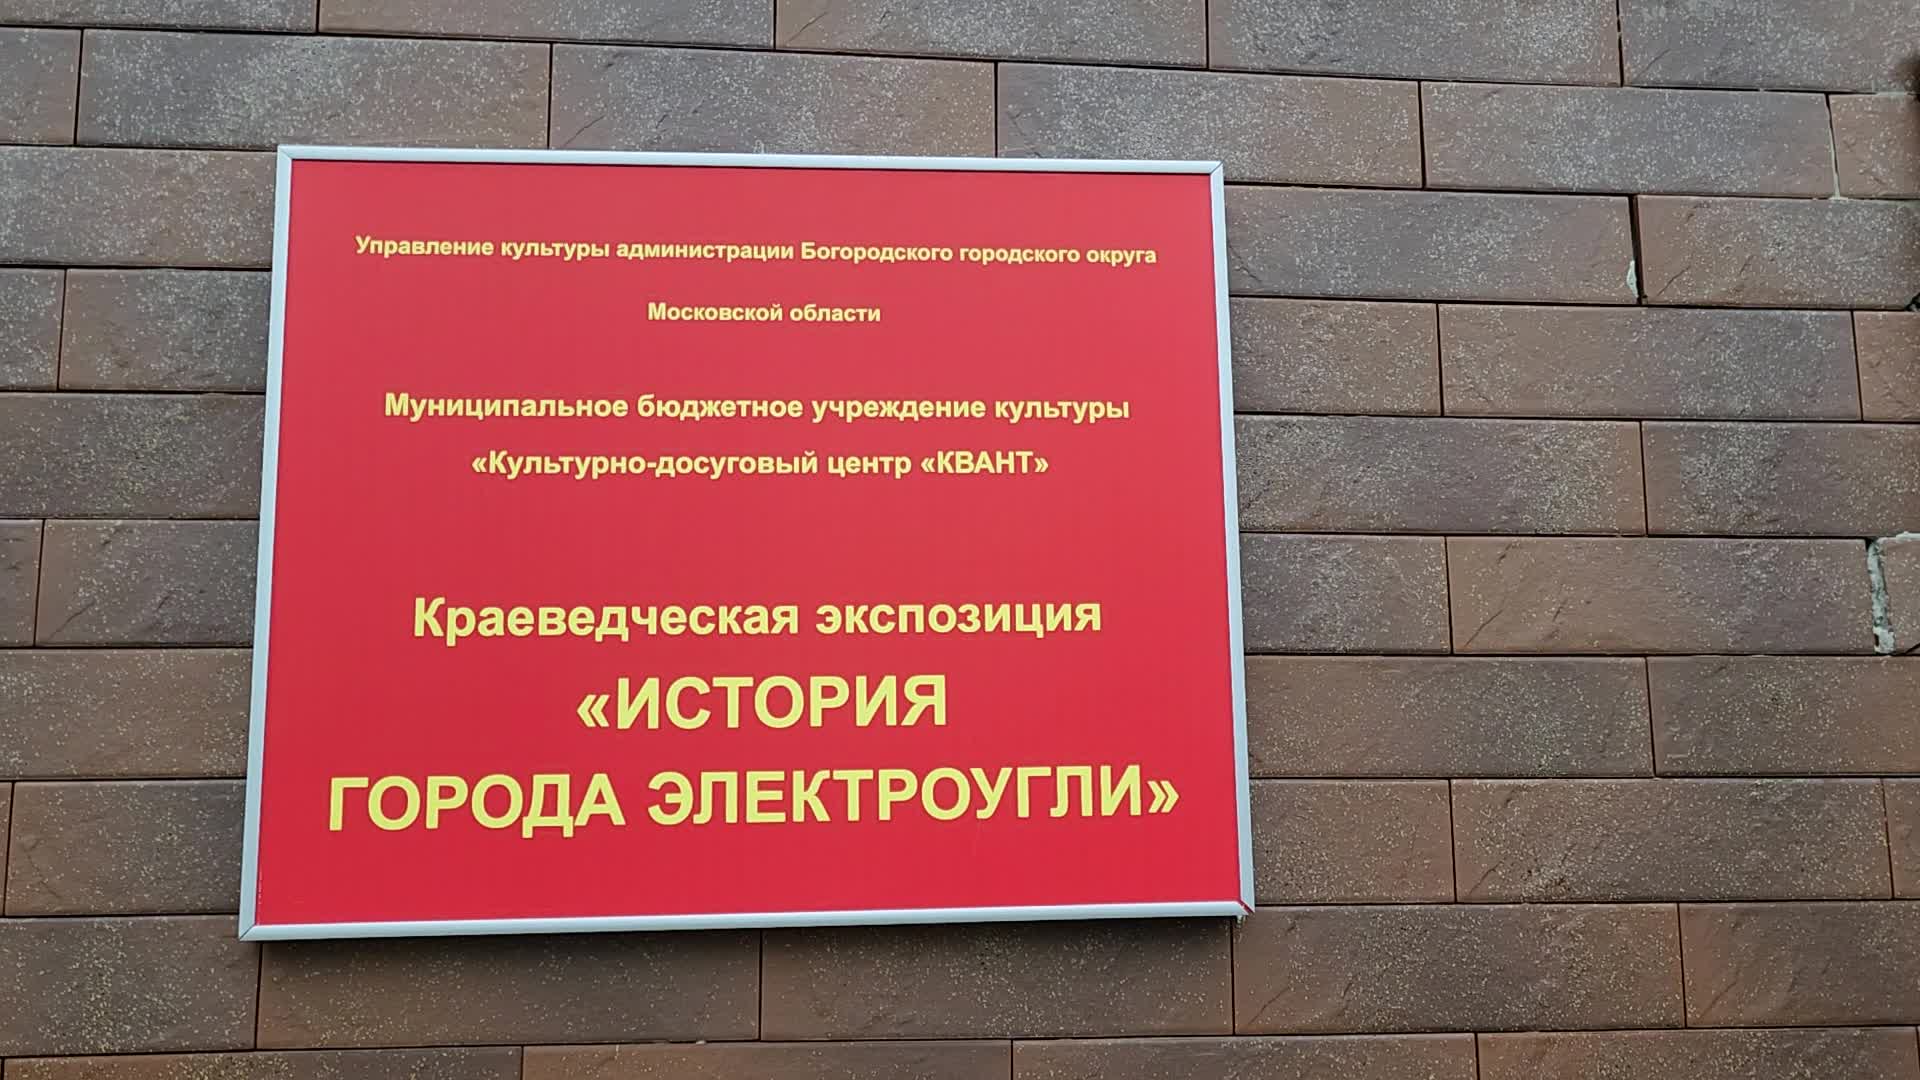 Управление культуры администрации Богородского городского округа
Московской области
Муниципальное бюджетное учреждение культуры
«Культурно-досуговый центр «КВАНТ»
Краеведческая экспозиция
«ИСТОРИЯ
ГОРОДА ЭЛЕКТРОУГЛИ»